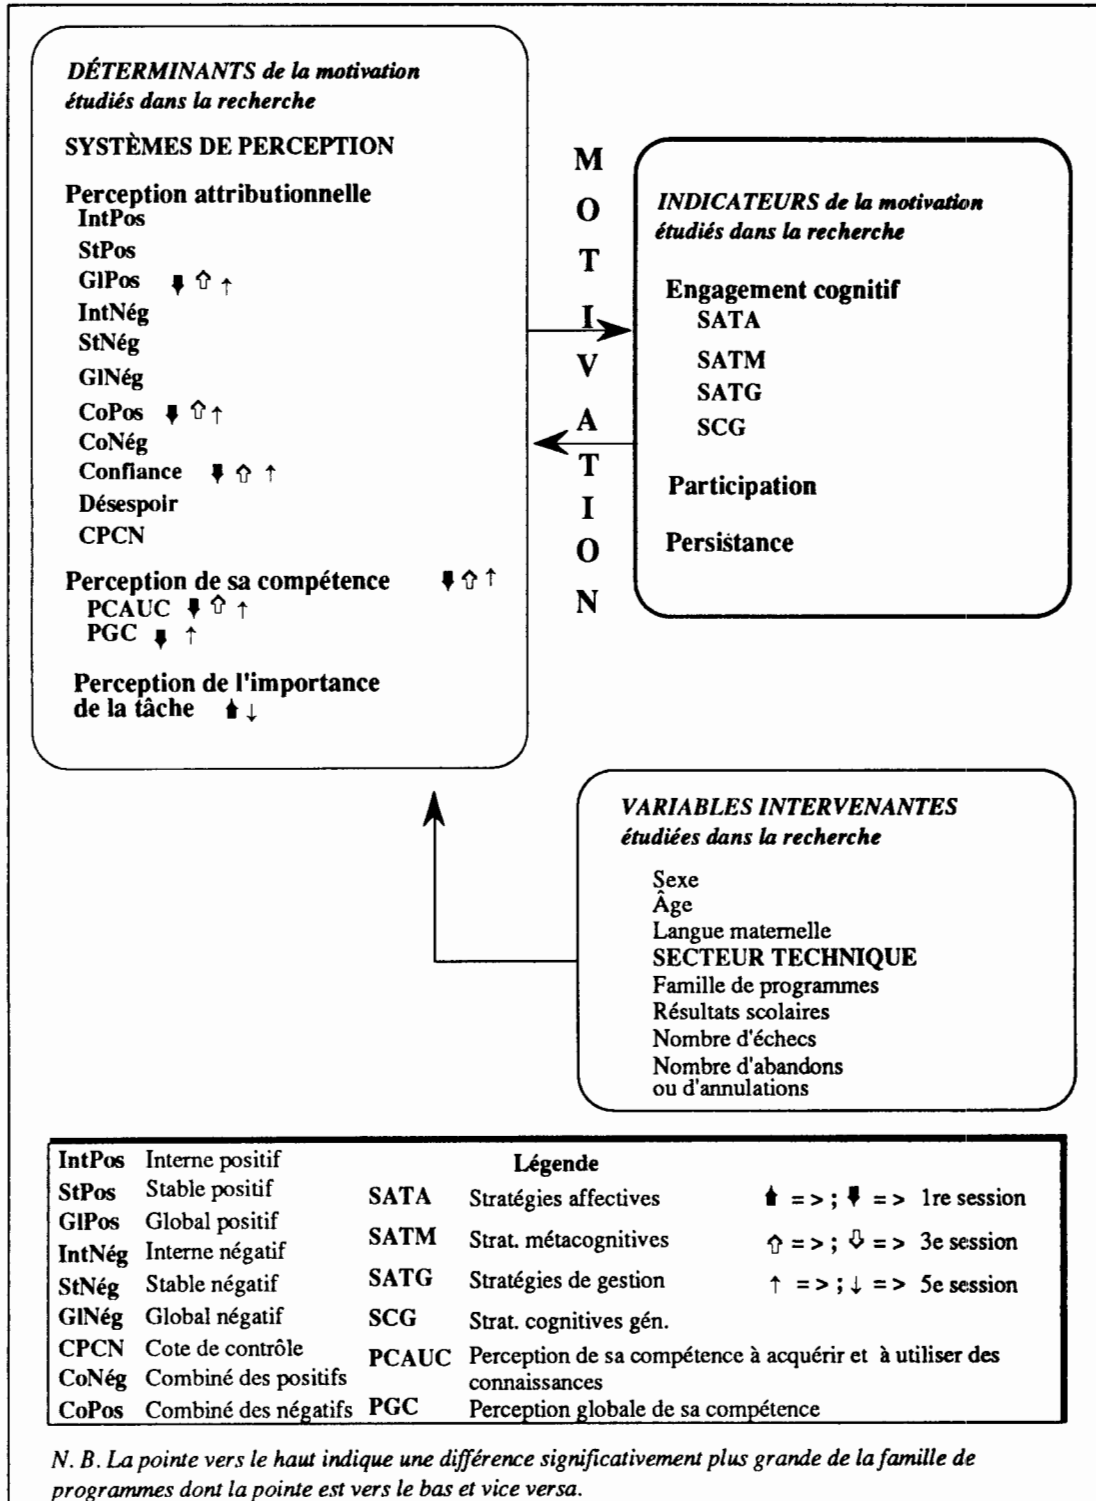 DÉTERMINANTS de la motivation
étudiés dans la recherche
SYSTÈMES DE PERCEPTION
Perception attributionnelle
IntPos
StPos
GlPos ⬇ ⇧ ↑
IntNég
StNég
GlNég
CoPos ⬇ ⇧ ↑
CoNég
Confiance ⬇ ⇧ ↑
Désespoir
CPCN
Perception de sa compétence ⬇ ⇧ ↑
PCAUC ⬇ ⇧ ↑
PGC ⬇ ↑
Perception de l'importance
de la tâche ⬆ ↓
MOTIVATION
INDICATEURS de la motivation
étudiés dans la recherche
Engagement cognitif
SATA
SATM
SATG
SCG
Participation
Persistance
VARIABLES INTERVENANTES
étudiées dans la recherche
Sexe
Âge
Langue maternelle
SECTEUR TECHNIQUE
Famille de programmes
Résultats scolaires
Nombre d'échecs
Nombre d'abandons
ou d'annulations
Légende
IntPos Interne positif
StPos Stable positif
GlPos Global positif
IntNég Interne négatif
StNég Stable négatif
GlNég Global négatif
CPCN Cote de contrôle
CoNég Combiné des positifs
CoPos Combiné des négatifs
SATA Stratégies affectives
SATM Strat. métacognitives
SATG Stratégies de gestion
SCG Strat. cognitives gén.
PCAUC Perception de sa compétence à acquérir et à utiliser des
connaissances
PGC Perception globale de sa compétence
⬆ = > ; ⬇ = > 1re session
⇧ = > ; ⇩ = > 3e session
↑ = > ; ↓ = > 5e session
N. B. La pointe vers le haut indique une différence significativement plus grande de la famille de
programmes dont la pointe est vers le bas et vice versa.